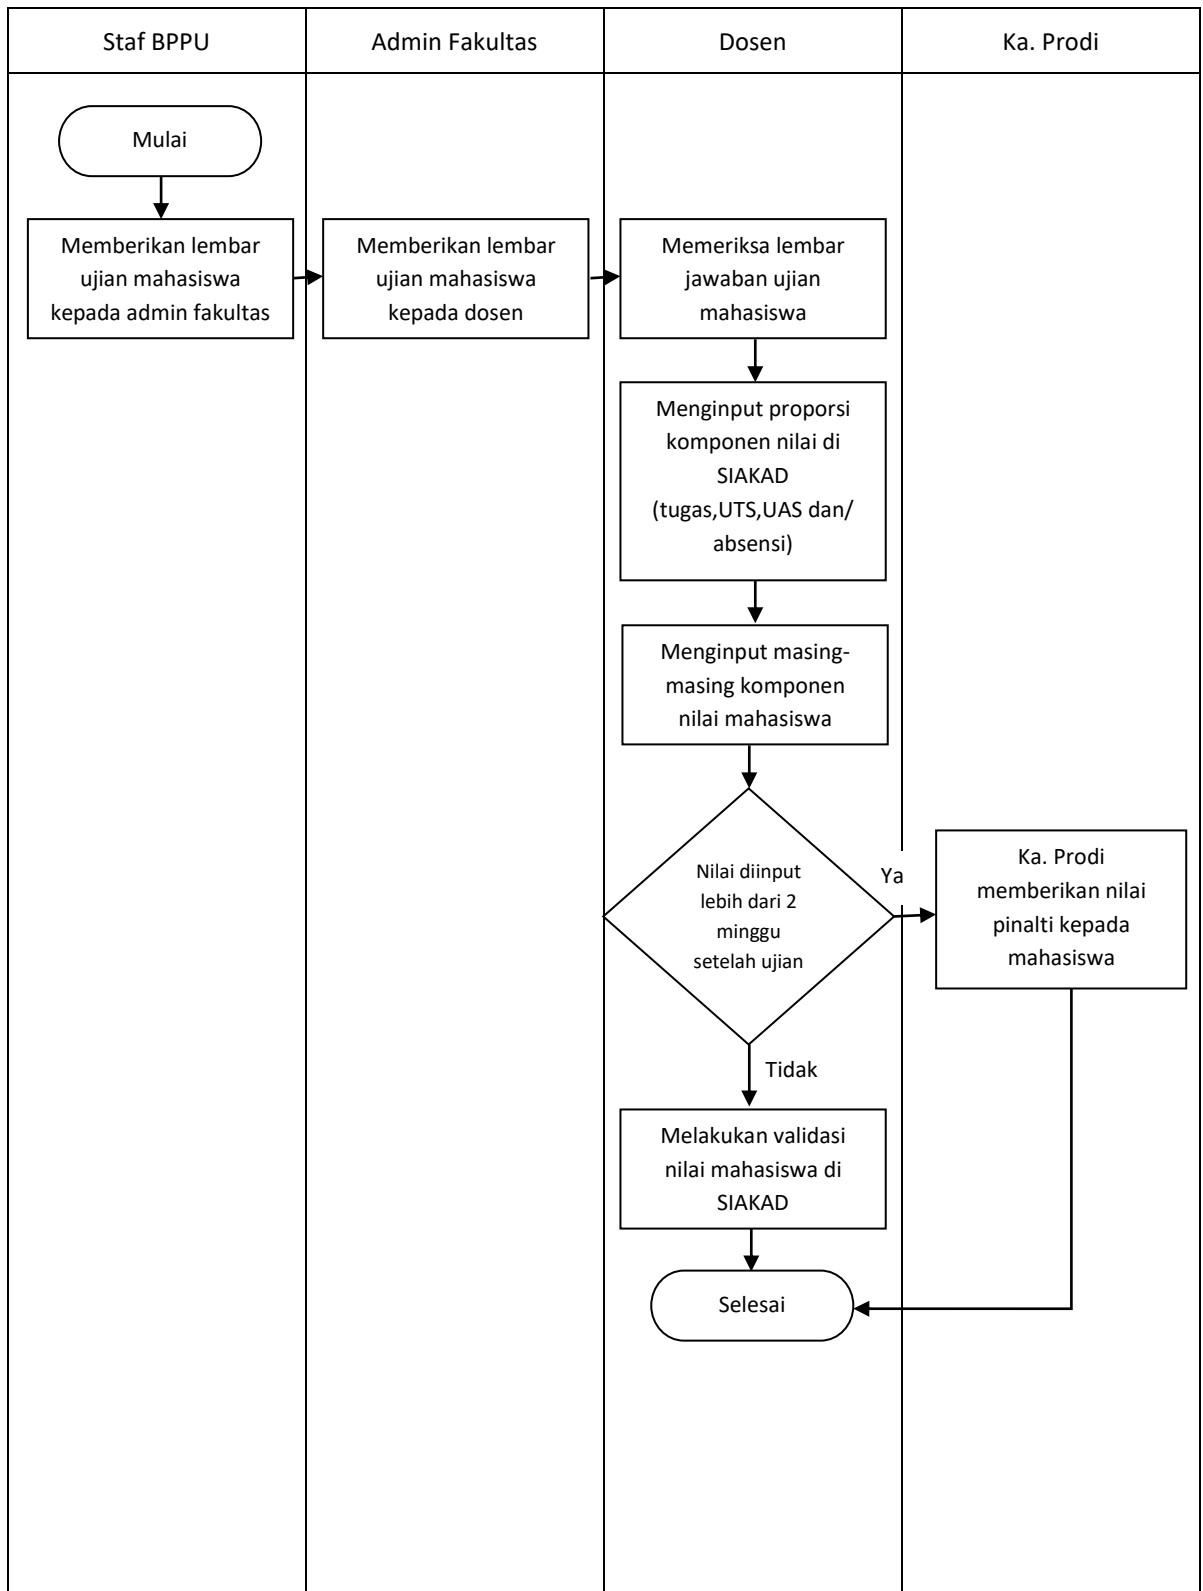 Staf BPPU
Admin Fakultas
Dosen
Ka. Prodi
Mulai
Memberikan lembar
ujian mahasiswa
kepada admin fakultas
Memberikan lembar
ujian mahasiswa
kepada dosen
Memeriksa lembar
jawaban ujian
mahasiswa
Menginput proporsi
komponen nilai di
SIAKAD
(tugas,UTS,UAS dan/
absensi)
Menginput masing-
masing komponen
nilai mahasiswa
Nilai diinput
lebih dari 2
minggu
setelah ujian
Ya
Ka. Prodi
memberikan nilai
pinalti kepada
mahasiswa
Tidak
Melakukan validasi
nilai mahasiswa di
SIAKAD
Selesai